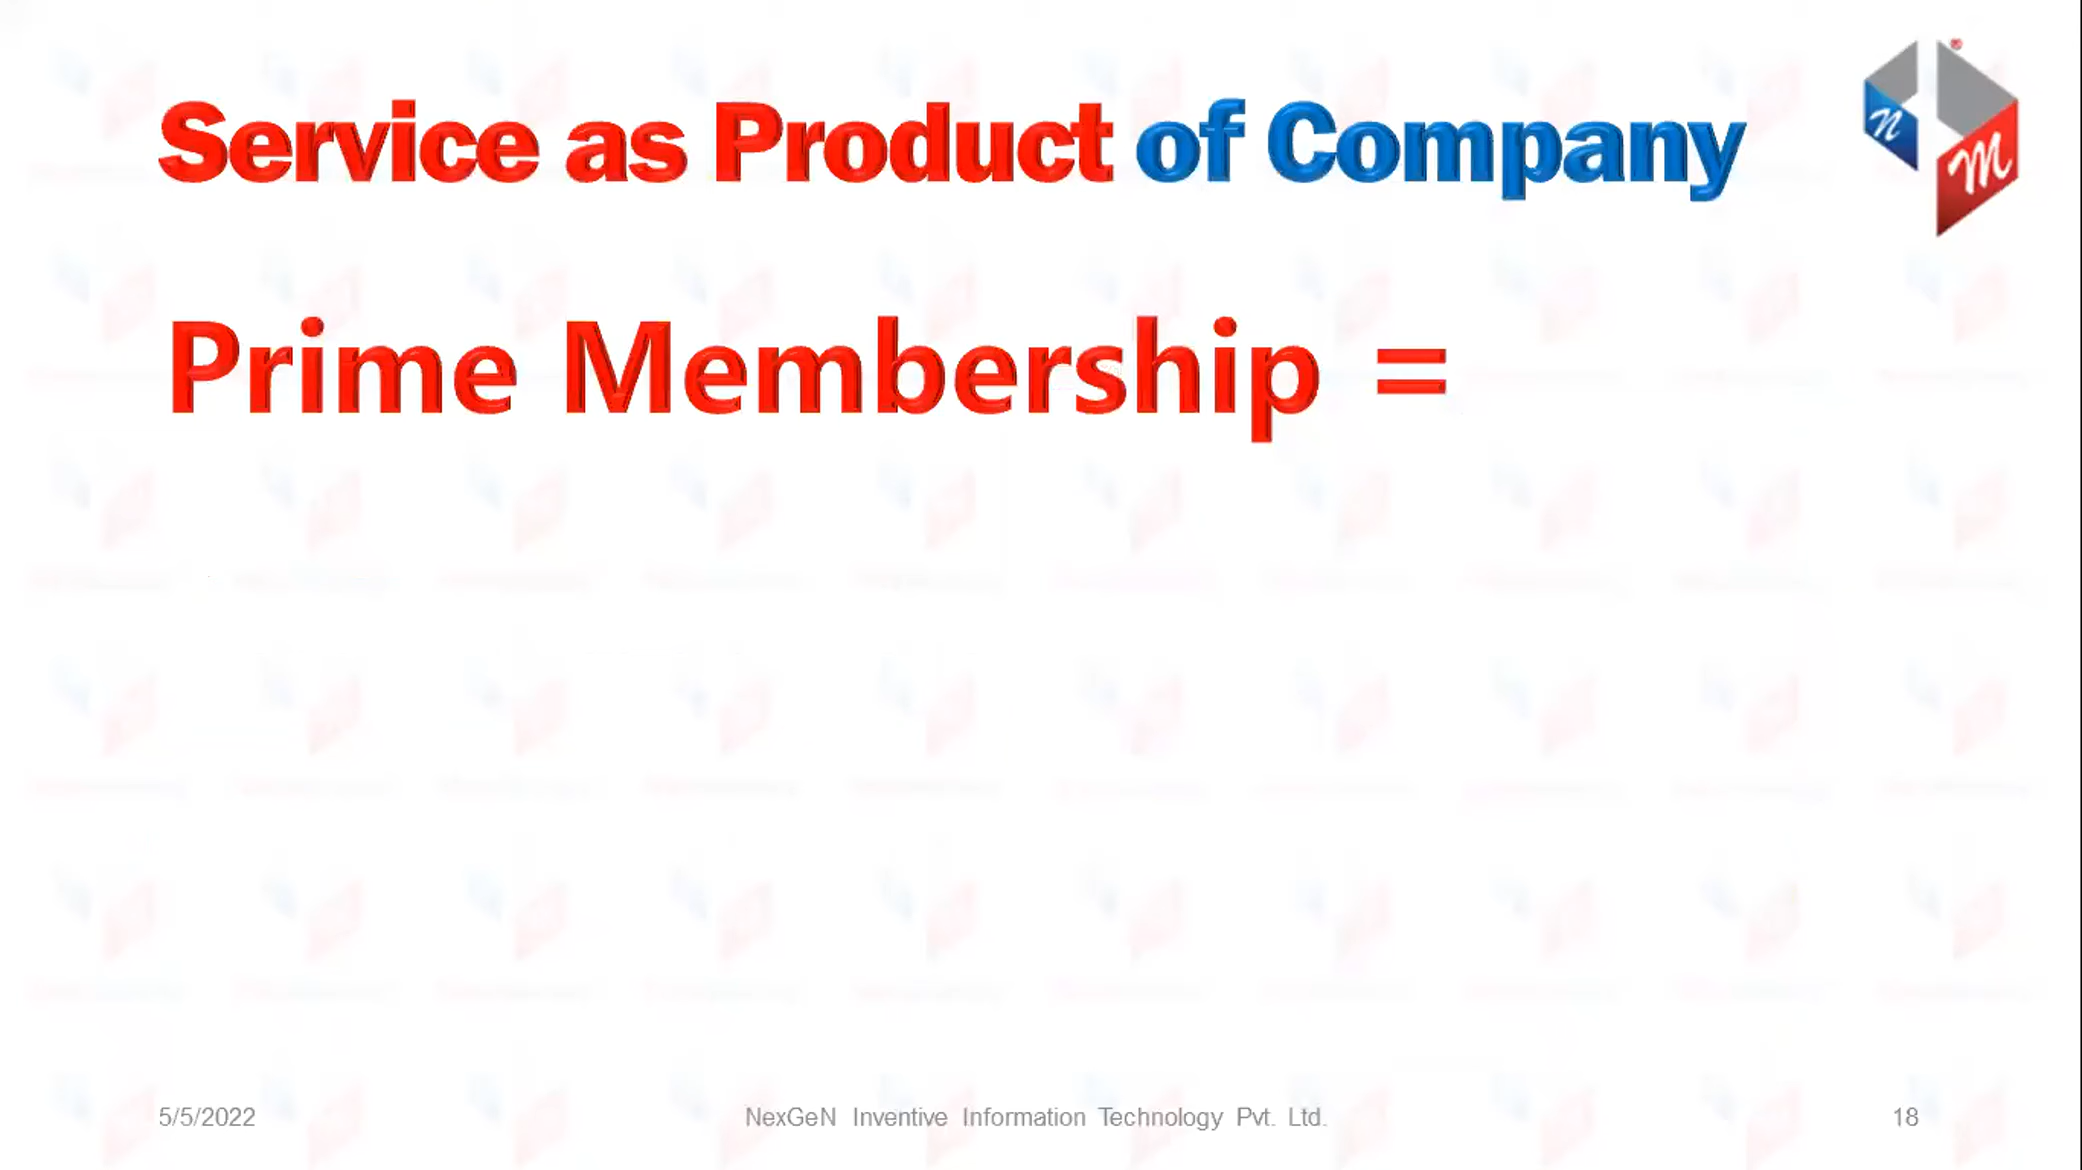 Service as Product of Company
n
m
®
Prime Membership =
5/5/2022
NexGeN Inventive Information Technology Pvt. Ltd.
18